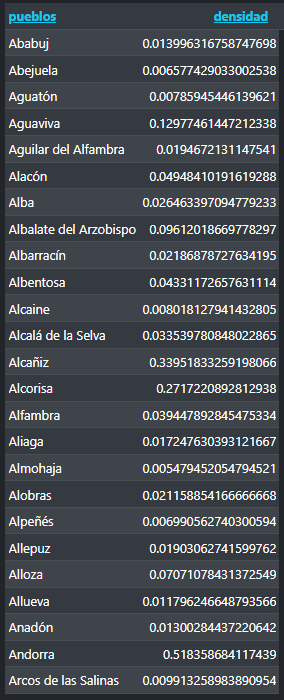 pueblos densidad
Ababuj 0.013996316758747698
Abejuela 0.006577429033002538
Aguatón 0.00785945446139621
Aguaviva 0.12977461447212338
Aguilar del Alfambra 0.0194672131147541
Alacón 0.04948410191619288
Alba 0.026463397094779233
Albalate del Arzobispo 0.09612018669778297
Albarracín 0.02186878727634195
Albentosa 0.04331172657631114
Alcaine 0.008018127941432805
Alcalá de la Selva 0.033539780848022865
Alcañiz 0.33951833259198066
Alcorisa 0.2717220892812938
Alfambra 0.039447892845475334
Aliaga 0.017247630393121667
Almohaja 0.005479452054794521
Alobras 0.021158854166666668
Alpeñés 0.006990562740300594
Allepuz 0.01903062741599762
Alloza 0.07071078431372549
Allueva 0.011796246648793566
Anadón 0.01300284437220642
Andorra 0.518358684117439
Arcos de las Salinas 0.009913258983890954